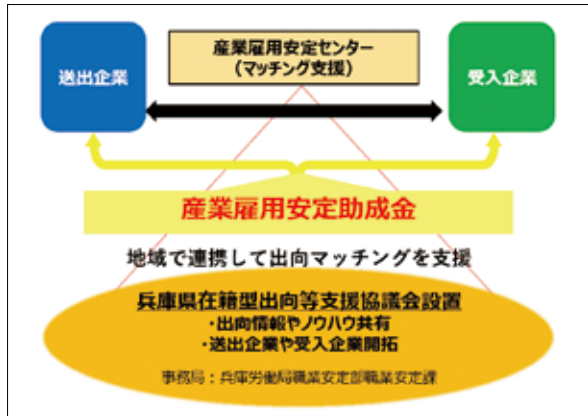 産業雇用安定センター
(マッチング支援)
送出企業
受入企業
産業雇用安定助成金
地域で連携して出向マッチングを支援
兵庫県在籍型出向等支援協議会設置
・出向情報やノウハウ共有
・送出企業や受入企業開拓
事務局：兵庫労働局職業安定部職業安定課